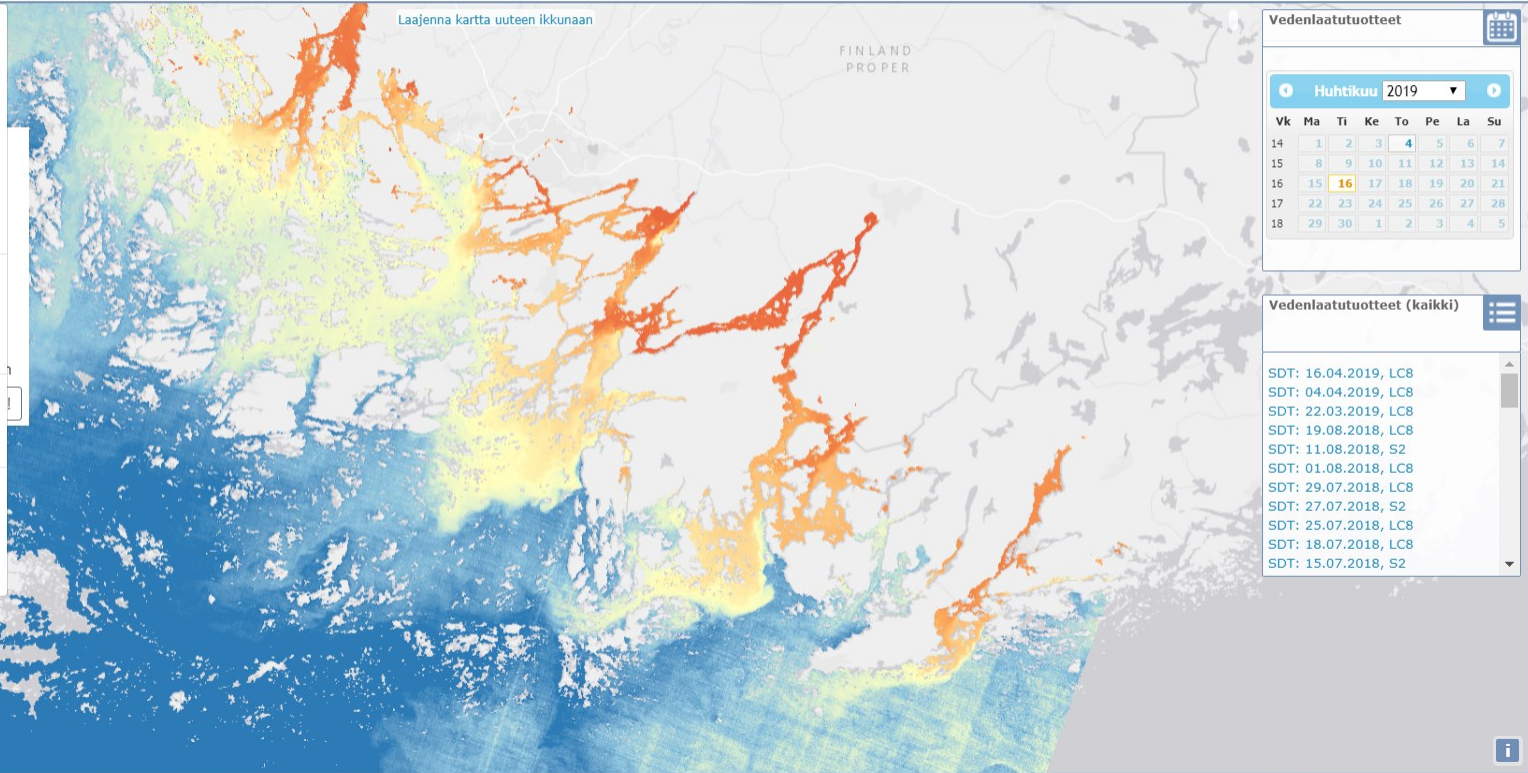 Laajenna kartta uuteen ikkunaan
FINLAND
PROPER
n
!
Vedenlaatutuotteet
Huhtikuu 2019
Vk Ma Ti Ke To Pe La Su
14 1 2 3 4 5 6 7
15 8 9 10 11 12 13 14
16 15 16 17 18 19 20 21
17 22 23 24 25 26 27 28
18 29 30 1 2 3 4 5
Vedenlaatutuotteet (kaikki)
SDT: 16.04.2019, LC8
SDT: 04.04.2019, LC8
SDT: 22.03.2019, LC8
SDT: 19.08.2018, LC8
SDT: 11.08.2018, S2
SDT: 01.08.2018, LC8
SDT: 29.07.2018, LC8
SDT: 27.07.2018, S2
SDT: 25.07.2018, LC8
SDT: 18.07.2018, LC8
SDT: 15.07.2018, S2
i